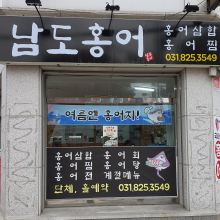 남도홍어
홍어삼합
홍어찜
031.825.3549
여름엔 홍어지!
홍어삼합 홍어회
홍어찜 홍어탕
홍어전 계절메뉴
단체, 올예약 031.825.3549